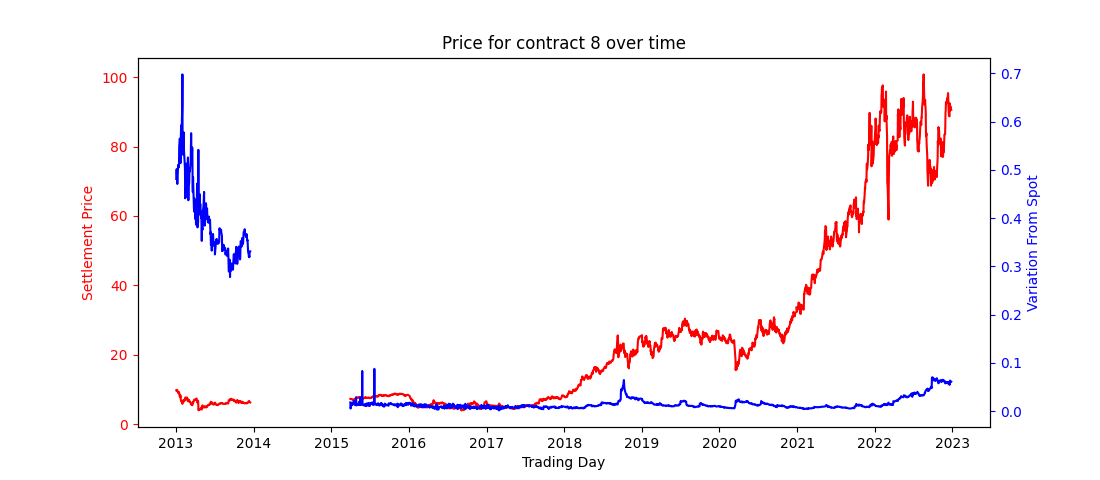 Price for contract 8 over time
Settlement Price
100
80
60
40
20
0
0.7
0.6
0.5
0.4
0.3
0.2
0.1
0.0
Variation From Spot
2013 2014 2015 2016 2017 2018 2019 2020 2021 2022 2023
Trading Day